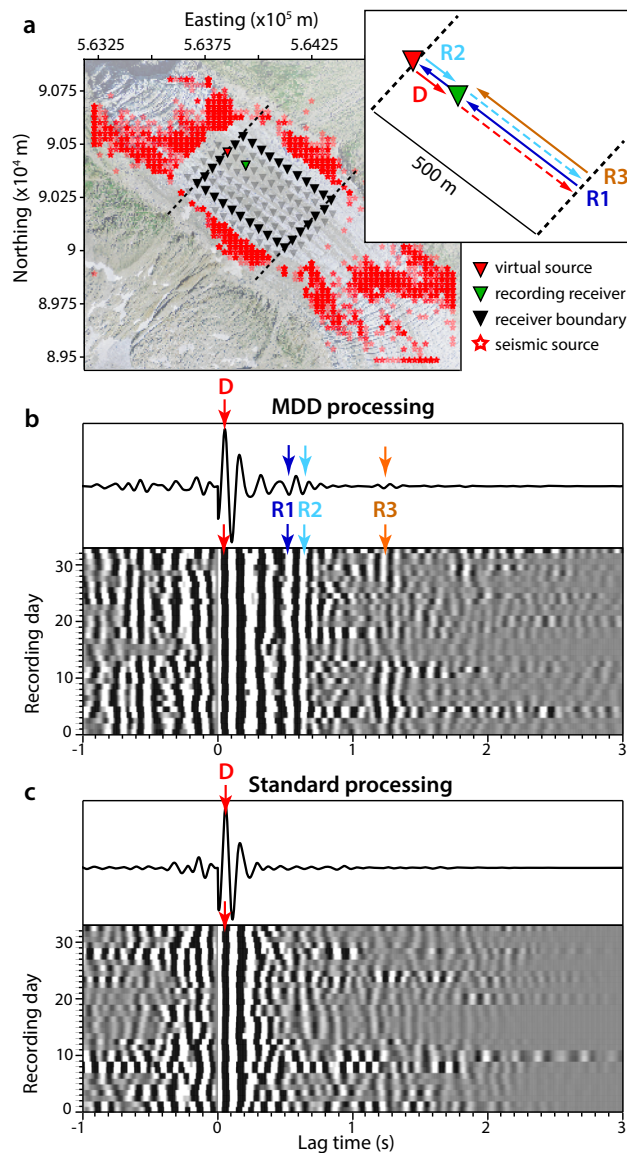 a
Easting (x10⁵ m)
5.6325 5.6375 5.6425
Northing (x10⁴ m)
9.075
9.05
9.025
9
8.975
8.95
R2
D
500 m
R3
R1
virtual source
recording receiver
receiver boundary
seismic source
b
D
MDD processing
R1 R2 R3
Recording day
30
20
10
0
-1 0 1 2 3
c
D
Standard processing
Recording day
30
20
10
0
-1 0 1 2 3
Lag time (s)